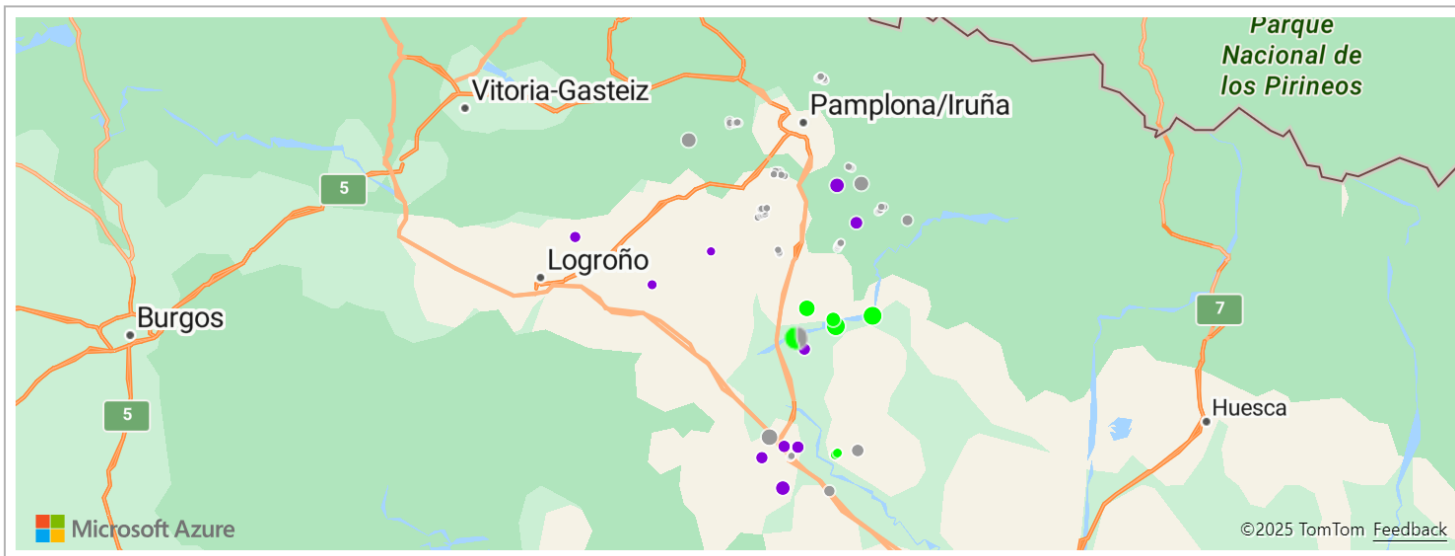 Parque
Nacional de
los Pirineos
Vitoria-Gasteiz
Pamplona/Iruña
5
Logroño
7
Burgos
5
Huesca
Microsoft Azure
©2025 TomTom Feedback